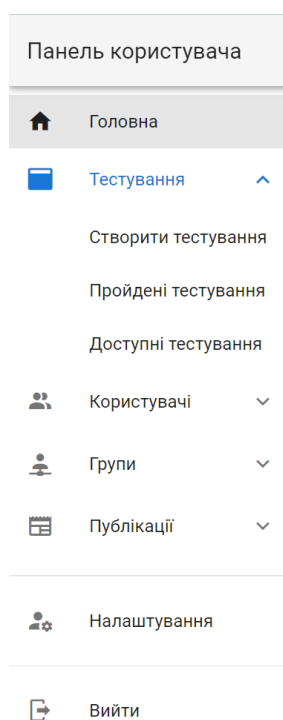 Панель користувача
Головна
Тестування
Створити тестування
Пройдені тестування
Доступні тестування
Користувачі
Групи
Публікації
Налаштування
Вийти